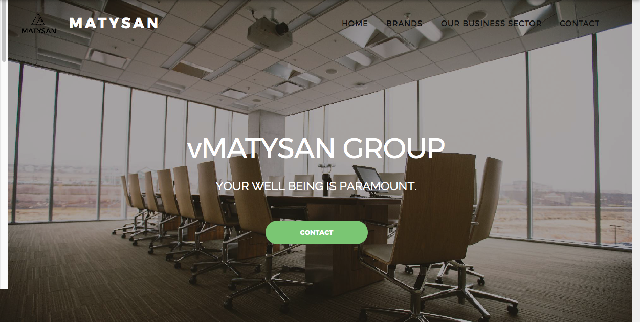 MATYSAN
MATYSAN
HOME
BRANDS
OUR BUSINESS SECTOR
CONTACT
vMATYSAN GROUP
YOUR WELL BEING IS PARAMOUNT.
CONTACT